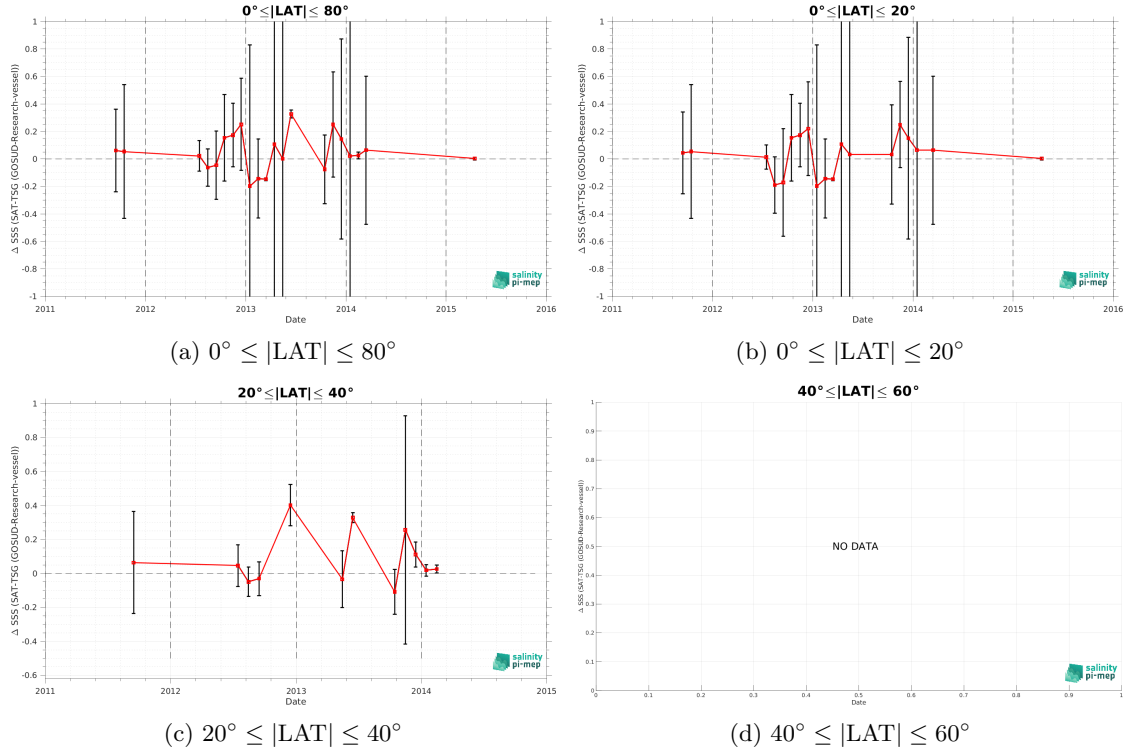 0°≤|LAT|≤ 80°
1
0.8
0.6
0.4
0.2
0
-0.2
-0.4
-0.6
-0.8
-1
Δ SSS (SAT-TSG (GOSUD-Research-vessel))
2011
2012
2013
2014
2015
2016
Date
salinity
pi-mep
(a) 0° ≤ |LAT| ≤ 80°
0°≤|LAT|≤ 20°
1
0.8
0.6
0.4
0.2
0
-0.2
-0.4
-0.6
-0.8
-1
Δ SSS (SAT-TSG (GOSUD-Research-vessel))
2011
2012
2013
2014
2015
2016
Date
salinity
pi-mep
(b) 0° ≤ |LAT| ≤ 20°
20°≤|LAT|≤ 40°
1
0.8
0.6
0.4
0.2
0
-0.2
-0.4
-0.6
Δ SSS (SAT-TSG (GOSUD-Research-vessel))
2011
2012
2013
2014
2015
Date
salinity
pi-mep
(c) 20° ≤ |LAT| ≤ 40°
40°≤|LAT|≤ 60°
1
0.9
0.8
0.7
0.6
0.5
0.4
0.3
0.2
0.1
0
Δ SSS (SAT-TSG (GOSUD-Research-vessel))
NO DATA
0
0.1
0.2
0.3
0.4
0.5
0.6
0.7
0.8
0.9
1
Date
salinity
pi-mep
(d) 40° ≤ |LAT| ≤ 60°